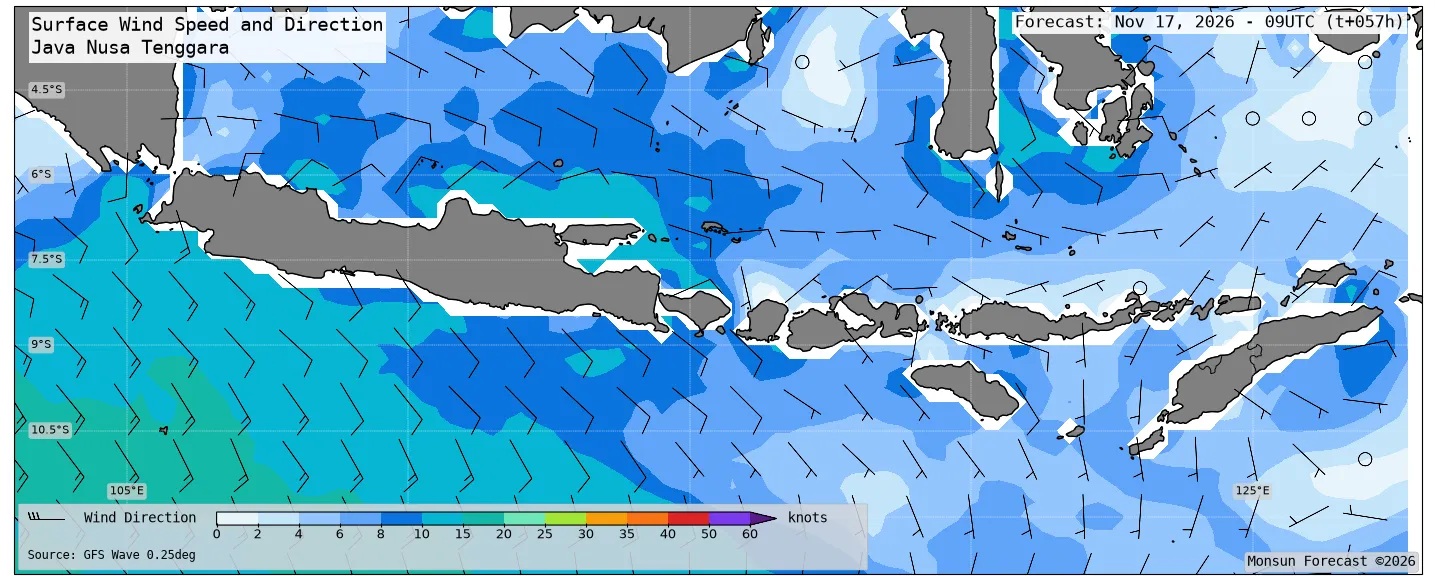 Surface Wind Speed and Direction
Java Nusa Tenggara
Forecast: Nov 17, 2026 - 09UTC (t+057h)
4.5°S
6°S
7.5°S
9°S
10.5°S
105°E
125°E
Wind Direction
0 2 4 6 8 10 15 20 25 30 35 40 50 60
knots
Source: GFS Wave 0.25deg
Monsun Forecast ©2026